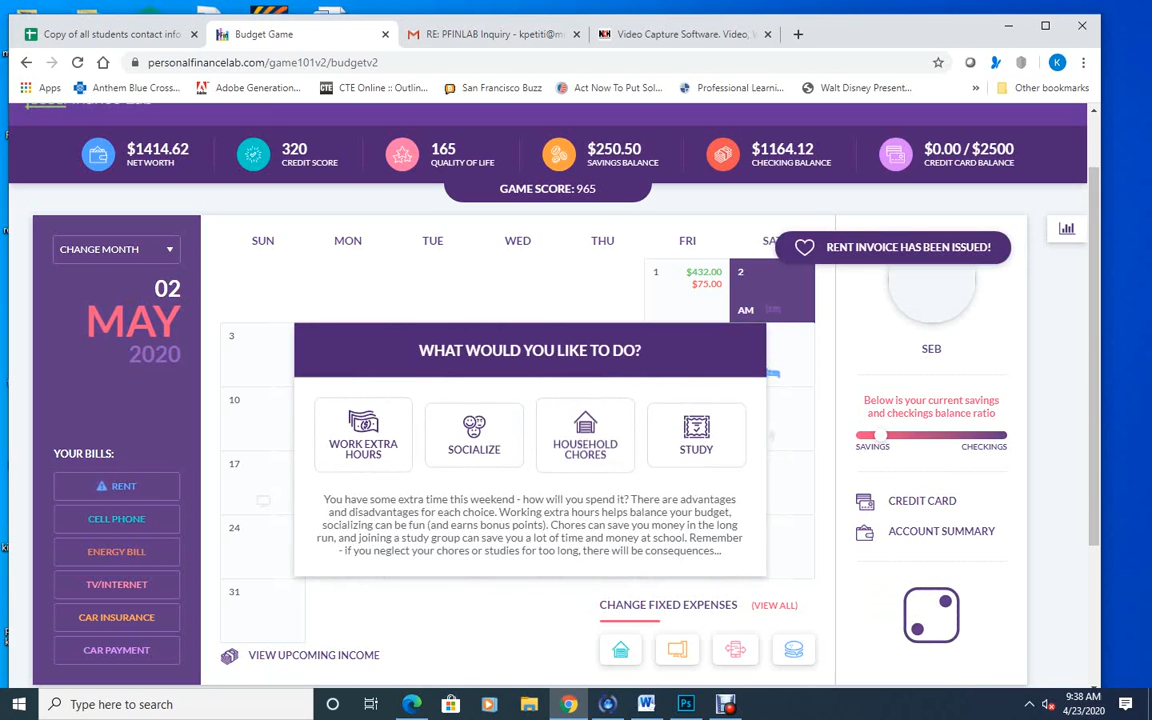 Copy of all students contact info
Budget Game
RE: PFINLAB Inquiry - kpetiti@m
NCH
Video Capture Software. Video, V
personalfinancelab.com/game101v2/budgetv2
K
Apps
Anthem Blue Cross...
Adobe Generation...
CTE Online :: Outlin...
San Francisco Buzz
Act Now To Put Sol...
Professional Learni...
Walt Disney Present...
»
Other bookmarks
$1414.62
NET WORTH
320
CREDIT SCORE
165
QUALITY OF LIFE
$250.50
SAVINGS BALANCE
$1164.12
CHECKING BALANCE
$0.00 / $2500
CREDIT CARD BALANCE
GAME SCORE: 965
CHANGE MONTH
02
MAY
2020
YOUR BILLS:
RENT
CELL PHONE
ENERGY BILL
TV/INTERNET
CAR INSURANCE
CAR PAYMENT
SUN MON TUE WED THU FRI SAT
RENT INVOICE HAS BEEN ISSUED!
1 $432.00
$75.00
2
AM
3
10
17
24
31
WHAT WOULD YOU LIKE TO DO?
WORK EXTRA
HOURS
SOCIALIZE
HOUSEHOLD
CHORES
STUDY
You have some extra time this weekend - how will you spend it? There are advantages
and disadvantages for each choice. Working extra hours helps balance your budget,
socializing can be fun (and earns bonus points). Chores can save you money in the long
run, and joining a study group can save you a lot of time and money at school. Remember
- if you neglect your chores or studies for too long, there will be consequences...
VIEW UPCOMING INCOME
CHANGE FIXED EXPENSES (VIEW ALL)
SEB
Below is your current savings
and checkings balance ratio
SAVINGS CHECKINGS
CREDIT CARD
ACCOUNT SUMMARY
Type here to search
9:38 AM
4/23/2020